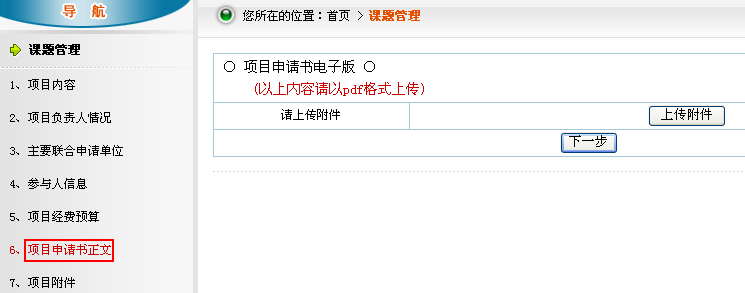 导 航
课题管理
1、项目内容
2、项目负责人情况
3、主要联合申请单位
4、参与人信息
5、项目经费预算
6、项目申请书正文
7、项目附件
您所在的位置：首页 > 课题管理
○ 项目申请书电子版 ○
(以上内容请以pdf格式上传)
请上传附件
上传附件
下一步